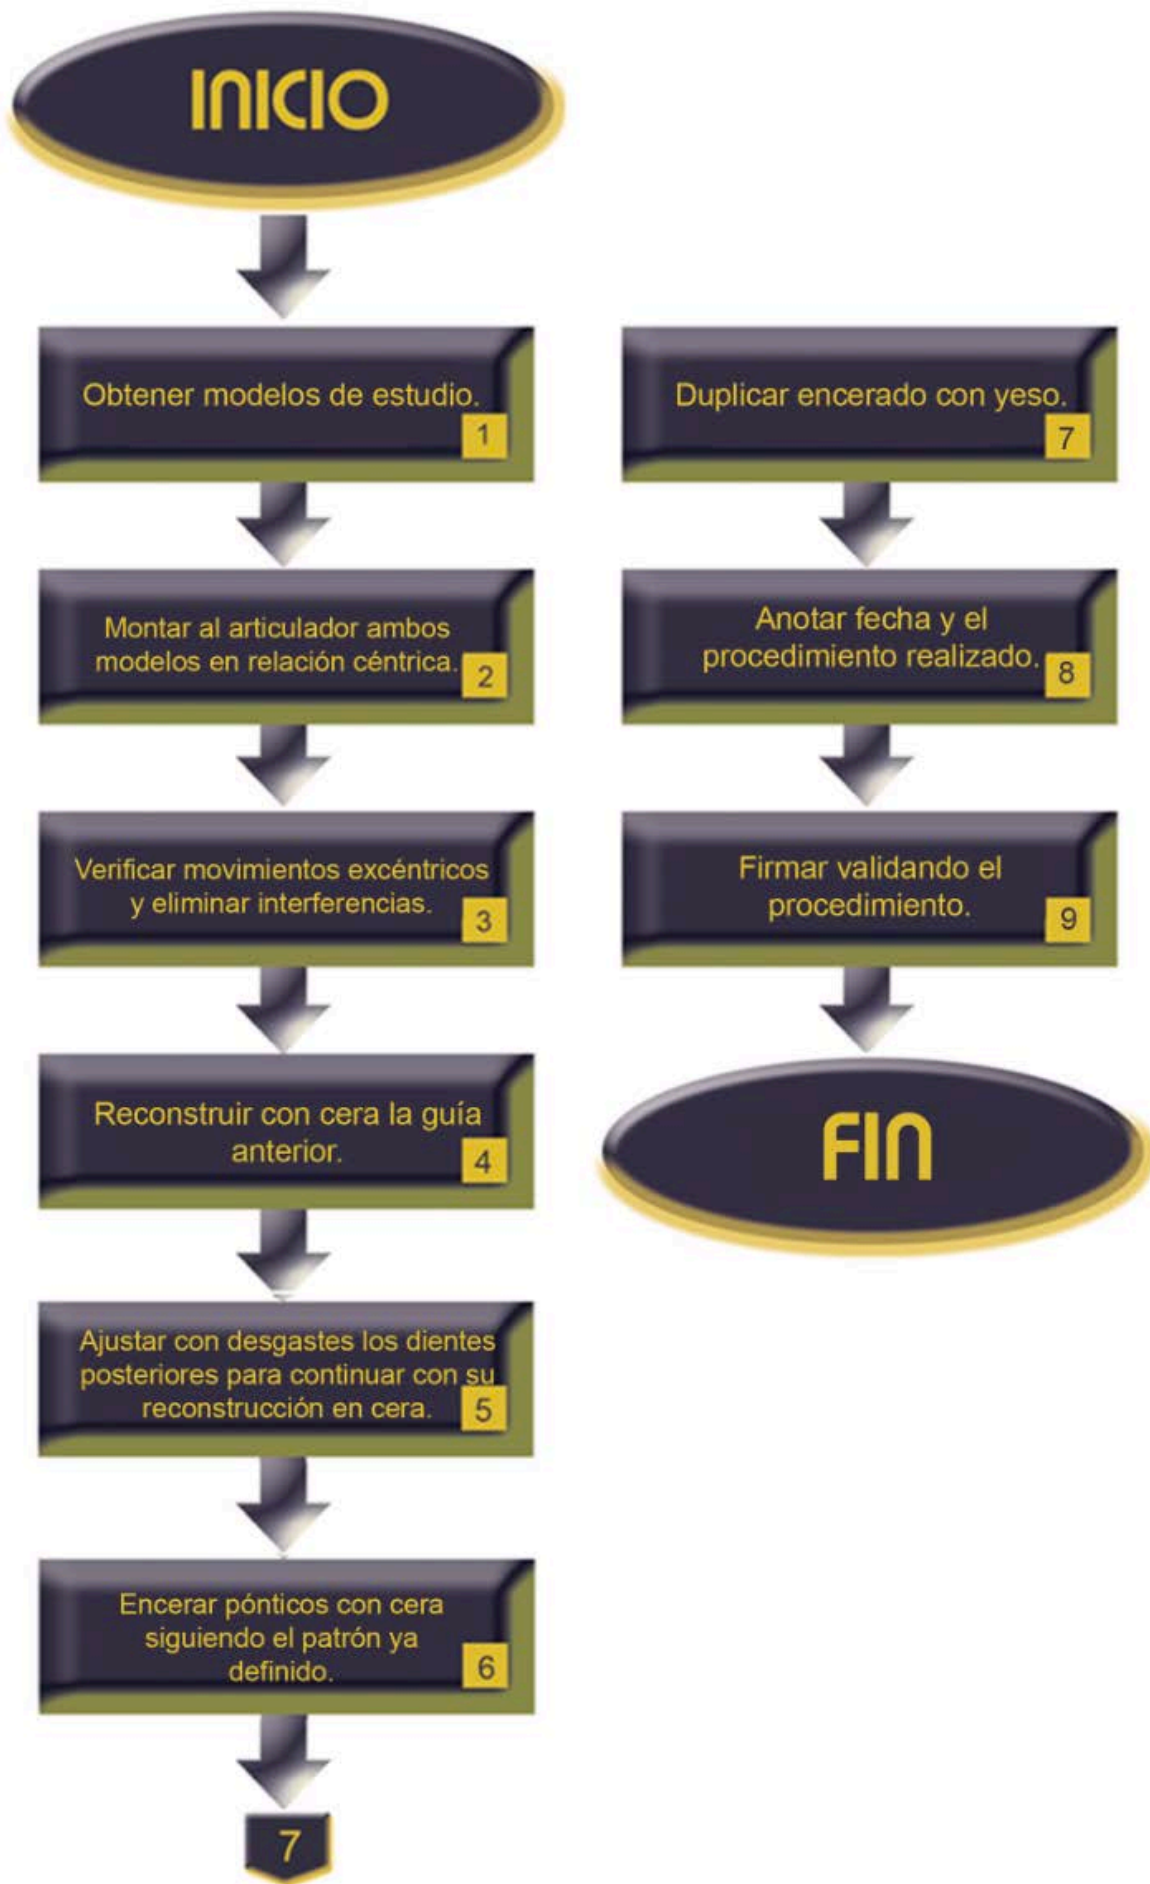 INICIO
Obtener modelos de estudio.
1
Montar al articulador ambos
modelos en relación céntrica.
2
Verificar movimientos excéntricos
y eliminar interferencias.
3
Reconstruir con cera la guía
anterior.
4
Ajustar con desgastes los dientes
posteriores para continuar con su
reconstrucción en cera.
5
Encerar pónticos con cera
siguiendo el patrón ya
definido.
6
7
Duplicar encerado con yeso.
7
Anotar fecha y el
procedimiento realizado.
8
Firmar validando el
procedimiento.
9
FIN